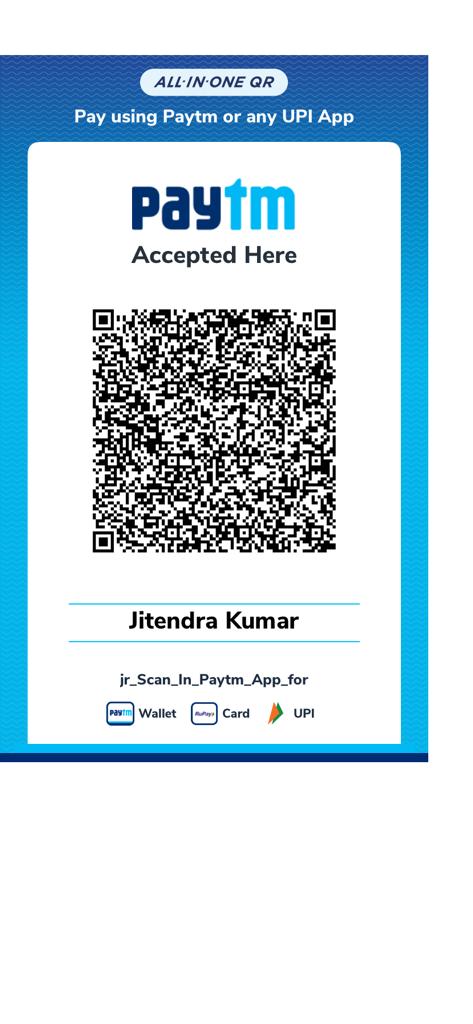 ALL·IN·ONE QR
Pay using Paytm or any UPI App
paytm
Accepted Here
Jitendra Kumar
jr_Scan_In_Paytm_App_for
paytm Wallet RuPay Card UPI